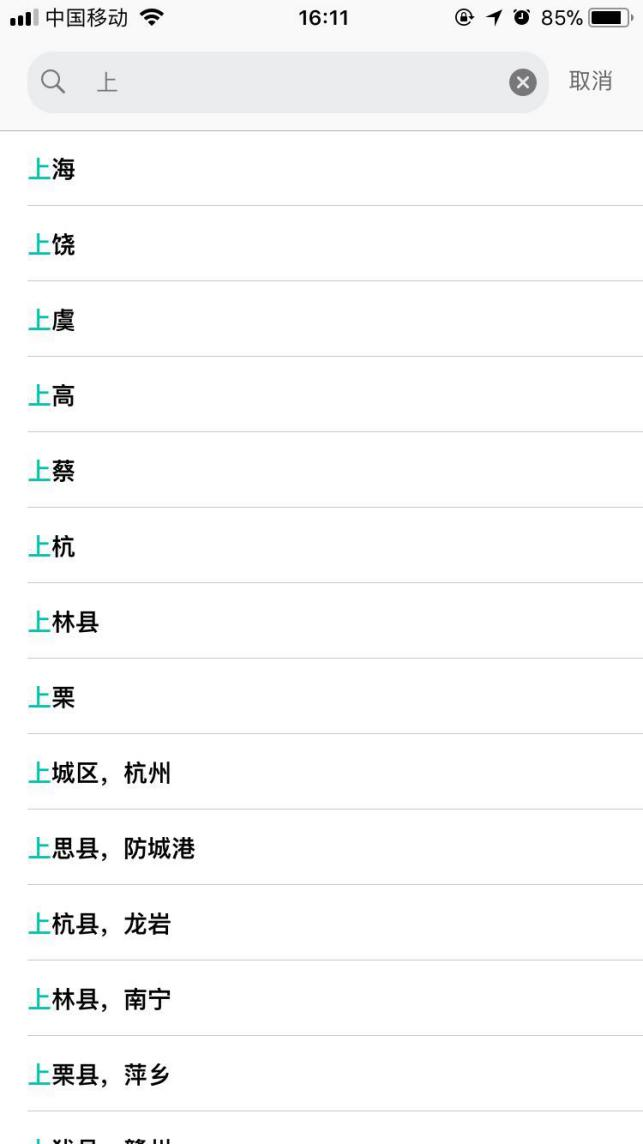 中国移动 16:11 85%
上 取消
上海
上饶
上虞
上高
上蔡
上杭
上林县
上栗
上城区，杭州
上思县，防城港
上杭县，龙岩
上林县，南宁
上栗县，萍乡